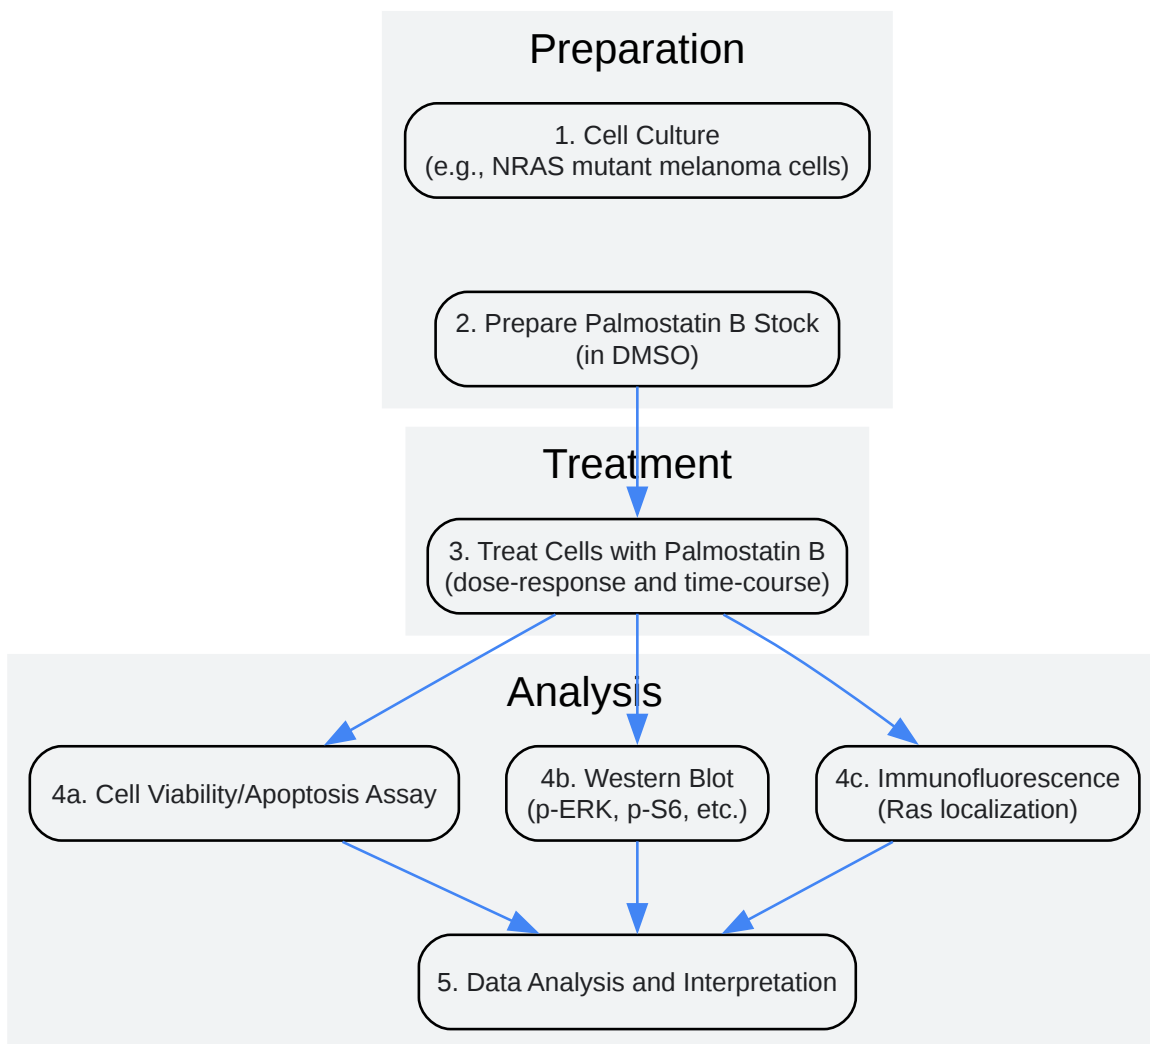 Preparation
1. Cell Culture
(e.g., NRAS mutant melanoma cells)
2. Prepare Palmostatin B Stock
(in DMSO)
Treatment
3. Treat Cells with Palmostatin B
(dose-response and time-course)
Analysis
4a. Cell Viability/Apoptosis Assay
4b. Western Blot
(p-ERK, p-S6, etc.)
4c. Immunofluorescence
(Ras localization)
5. Data Analysis and Interpretation